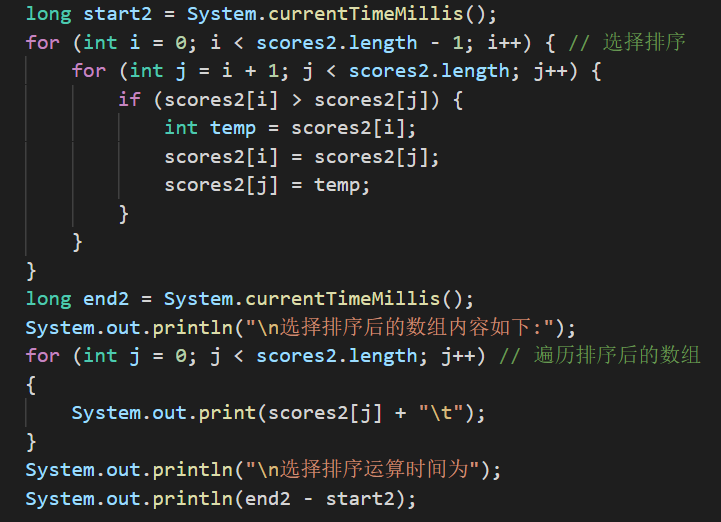 long start2 = System.currentTimeMillis();
for (int i = 0; i < scores2.length - 1; i++) { // 选择排序
    for (int j = i + 1; j < scores2.length; j++) {
        if (scores2[i] > scores2[j]) {
            int temp = scores2[i];
            scores2[i] = scores2[j];
            scores2[j] = temp;
        }
    }
}
long end2 = System.currentTimeMillis();
System.out.println("\n选择排序后的数组内容如下:");
for (int j = 0; j < scores2.length; j++) // 遍历排序后的数组
{
    System.out.print(scores2[j] + "\t");
}
System.out.println("\n选择排序运算时间为");
System.out.println(end2 - start2);